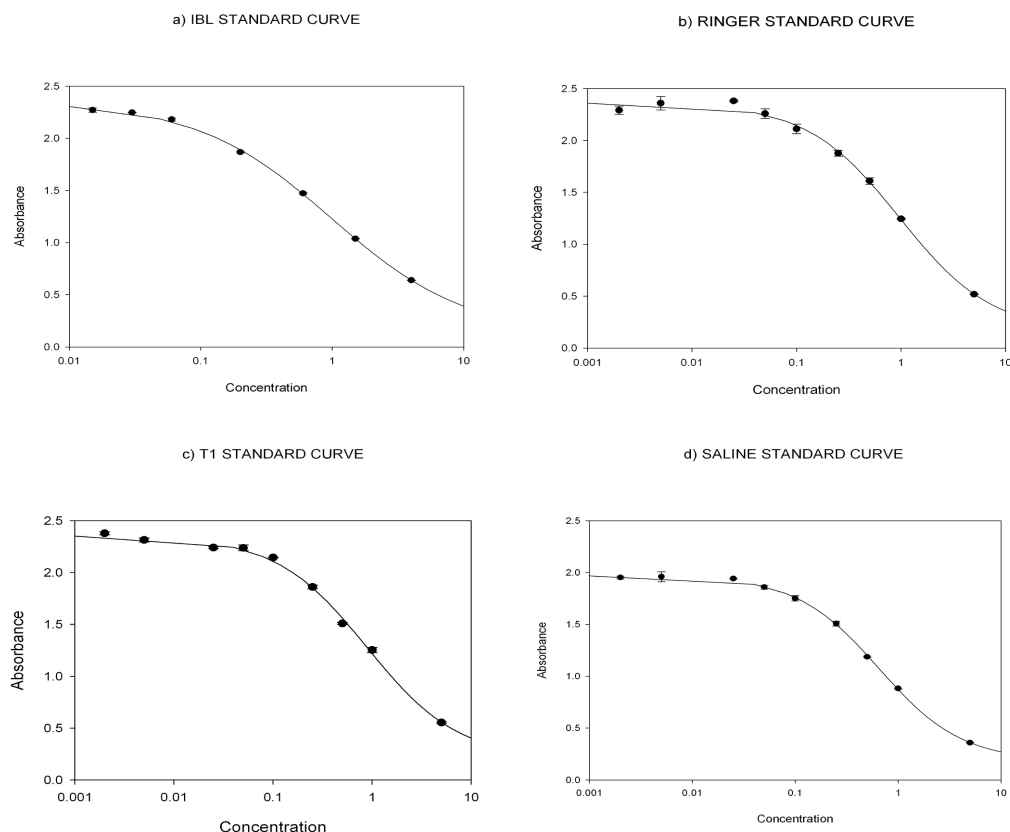 a) IBL STANDARD CURVE
2.5
2.0
1.5
1.0
0.5
0.0
Absorbance
0.01 0.1 1 10
Concentration
b) RINGER STANDARD CURVE
2.5
2.0
1.5
1.0
0.5
0.0
Absorbance
0.001 0.01 0.1 1 10
Concentration
c) T1 STANDARD CURVE
2.5
2.0
1.5
1.0
0.5
0.0
Absorbance
0.001 0.01 0.1 1 10
Concentration
d) SALINE STANDARD CURVE
2.5
2.0
1.5
1.0
0.5
0.0
Absorbance
0.001 0.01 0.1 1 10
Concentration